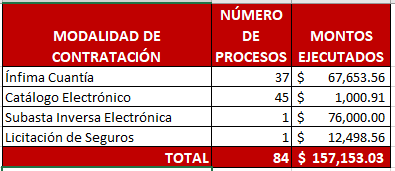 MODALIDAD DE CONTRATACIÓN NÚMERO DE PROCESOS MONTOS EJECUTADOS
Ínfima Cuantía 37 $ 67,653.56
Catálogo Electrónico 45 $ 1,000.91
Subasta Inversa Electrónica 1 $ 76,000.00
Licitación de Seguros 1 $ 12,498.56
TOTAL 84 $ 157,153.03